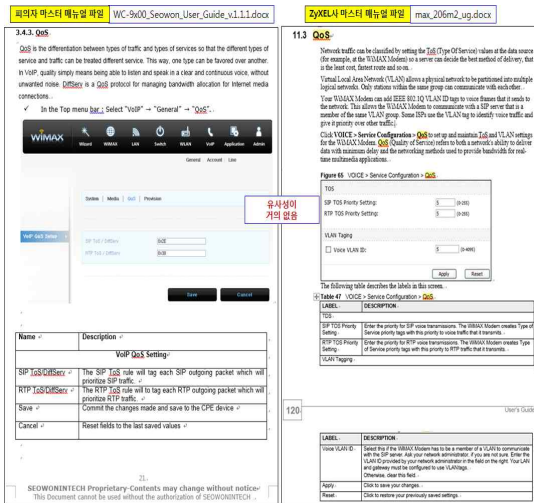 피의자 마스터 매뉴얼 파일 WC-9x00_Seowon_User_Guide_v.1.1.1.docx
3.4.3. QoS
QoS is the differentiation between types of traffic and types of services so that the different types of
service and traffic can be treated different service. This way, one type can be favored over another.
In VoIP, quality simply means being able to listen and speak in a clear and continuous voice, without
unwanted noise. DiffServ is a QoS protocol for managing bandwidth allocation for Internet media
connections.
✓ In the Top menu bar : Select "VoIP" → "General" → "QoS".
WiMAX
Wizard WiMAX LAN Switch WLAN VoIP Application Admin
General Account Line
System | Media | QoS | Provision
VoIP QoS Setup
SIP ToS / DiffServ
RTP ToS / DiffServ
Save Cancel
Name Description
VoIP QoS Setting
SIP ToS/DiffServ The SIP ToS rule will tag each SIP outgoing packet which will
prioritize SIP traffic.
RTP ToS/DiffServ The RTP ToS rule will to tag each RTP outgoing packet which will
prioritize RTP traffic.
Save Commit the changes made and save to the CPE device
Cancel Reset fields to the last saved values
21
SEOWONINTECH Proprietary-Contents may change without notice
This Document cannot be used without the authorization of SEOWONINTECH
유사성이
거의 없음
ZyXEL사 마스터 매뉴얼 파일 max_206m2_ug.docx
11.3 QoS
Network traffic can be classified by setting the ToS (Type Of Service) values at the data source
(for example, at the WiMAX Modem) so a server can decide the best method of delivery, that
is the least cost, fastest route and so on.
Virtual Local Area Network (VLAN) allows a physical network to be partitioned into multiple
logical networks. Only stations within the same group can communicate with each other.
Your WiMAX Modem can add IEEE 802.1Q VLAN ID tags to voice frames that it sends to
the network. This allows the WiMAX Modem to communicate with a SIP server that is a
member of the same VLAN group. Some ISPs use the VLAN tag to identify voice traffic and
give it priority over other traffic.
Click VOICE > Service Configuration > QoS to set up and maintain ToS and VLAN settings
for the WiMAX Modem. QoS (Quality of Service) refers to both a network's ability to deliver
data with minimum delay and the networking methods used to provide bandwidth for real-
time multimedia applications.
Figure 65 VOICE > Service Configuration > QoS
TOS
SIP TOS Priority Setting: 5 (0-255)
RTP TOS Priority Setting: 5 (0-255)
VLAN Taging
Voice VLAN ID: 5 (0-4095)
Apply Reset
The following table describes the labels in this screen.
Table 47 VOICE > Service Configuration > QoS
LABEL DESCRIPTION
TOS
SIP TOS Priority Enter the priority for SIP voice transmissions. The WiMAX Modem creates Type of
Setting Service priority tags with this priority to voice traffic that it transmits.
RTP TOS Priority Enter the priority for RTP voice transmissions. The WiMAX Modem creates Type
Setting of Service priority tags with this priority to RTP traffic that it transmits.
VLAN Tagging
120 User's Guide
LABEL DESCRIPTION
Voice VLAN ID Select this if the WiMAX Modem has to be a member of a VLAN to communicate
with the SIP server. Ask your network administrator, if you are not sure. Enter the
VLAN ID provided by your network administrator in the field on the right. Your LAN
and gateway must be configured to use VLAN tags.
Otherwise, clear this field.
Apply Click to save your changes.
Reset Click to restore your previously saved settings.